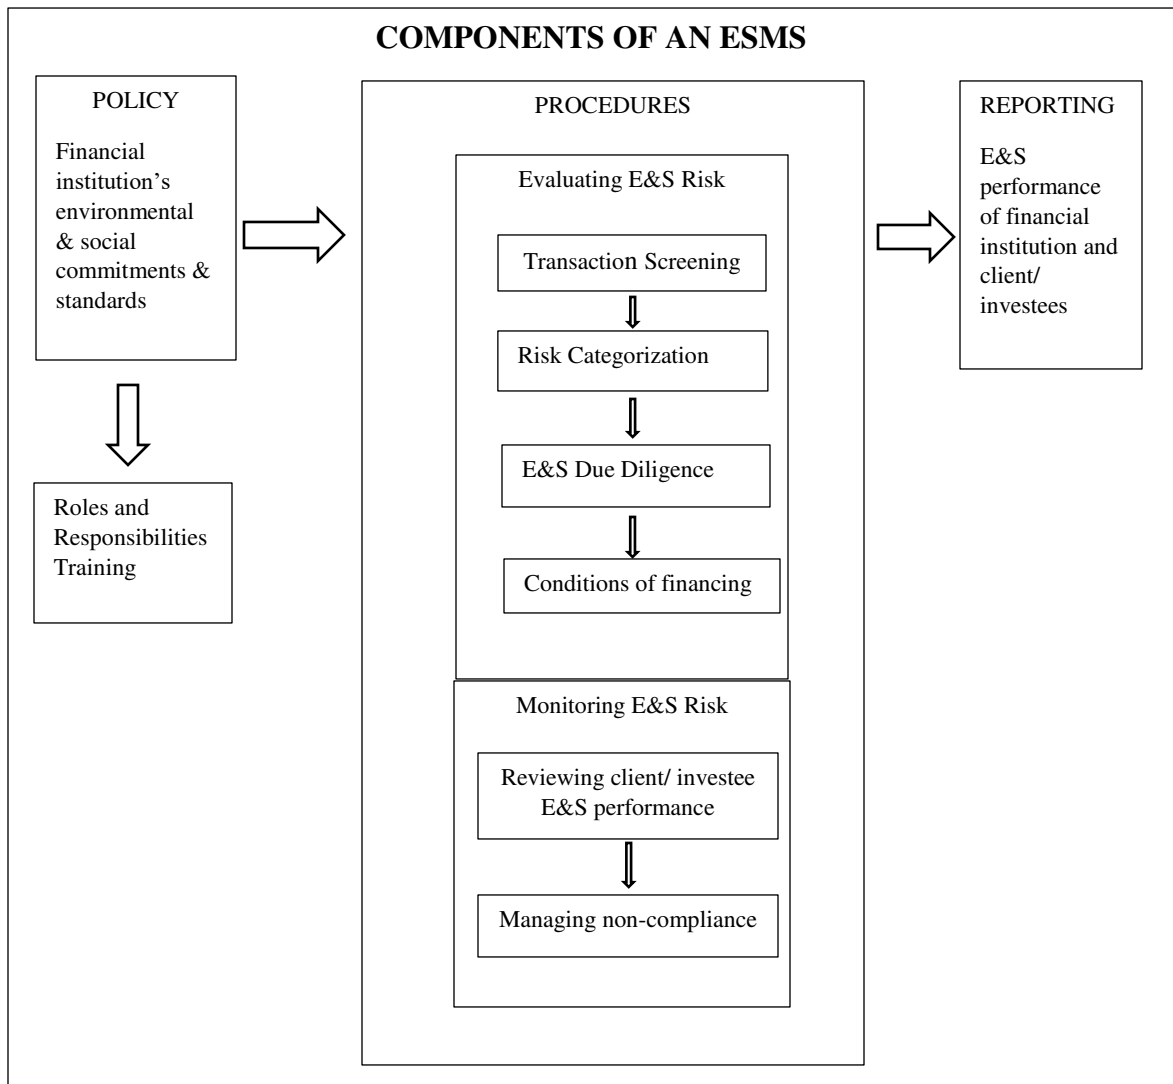 COMPONENTS OF AN ESMS
POLICY
Financial
institution’s
environmental
& social
commitments &
standards
Roles and
Responsibilities
Training
PROCEDURES
Evaluating E&S Risk
Transaction Screening
Risk Categorization
E&S Due Diligence
Conditions of financing
Monitoring E&S Risk
Reviewing client/ investee
E&S performance
Managing non-compliance
REPORTING
E&S
performance
of financial
institution and
client/
investees